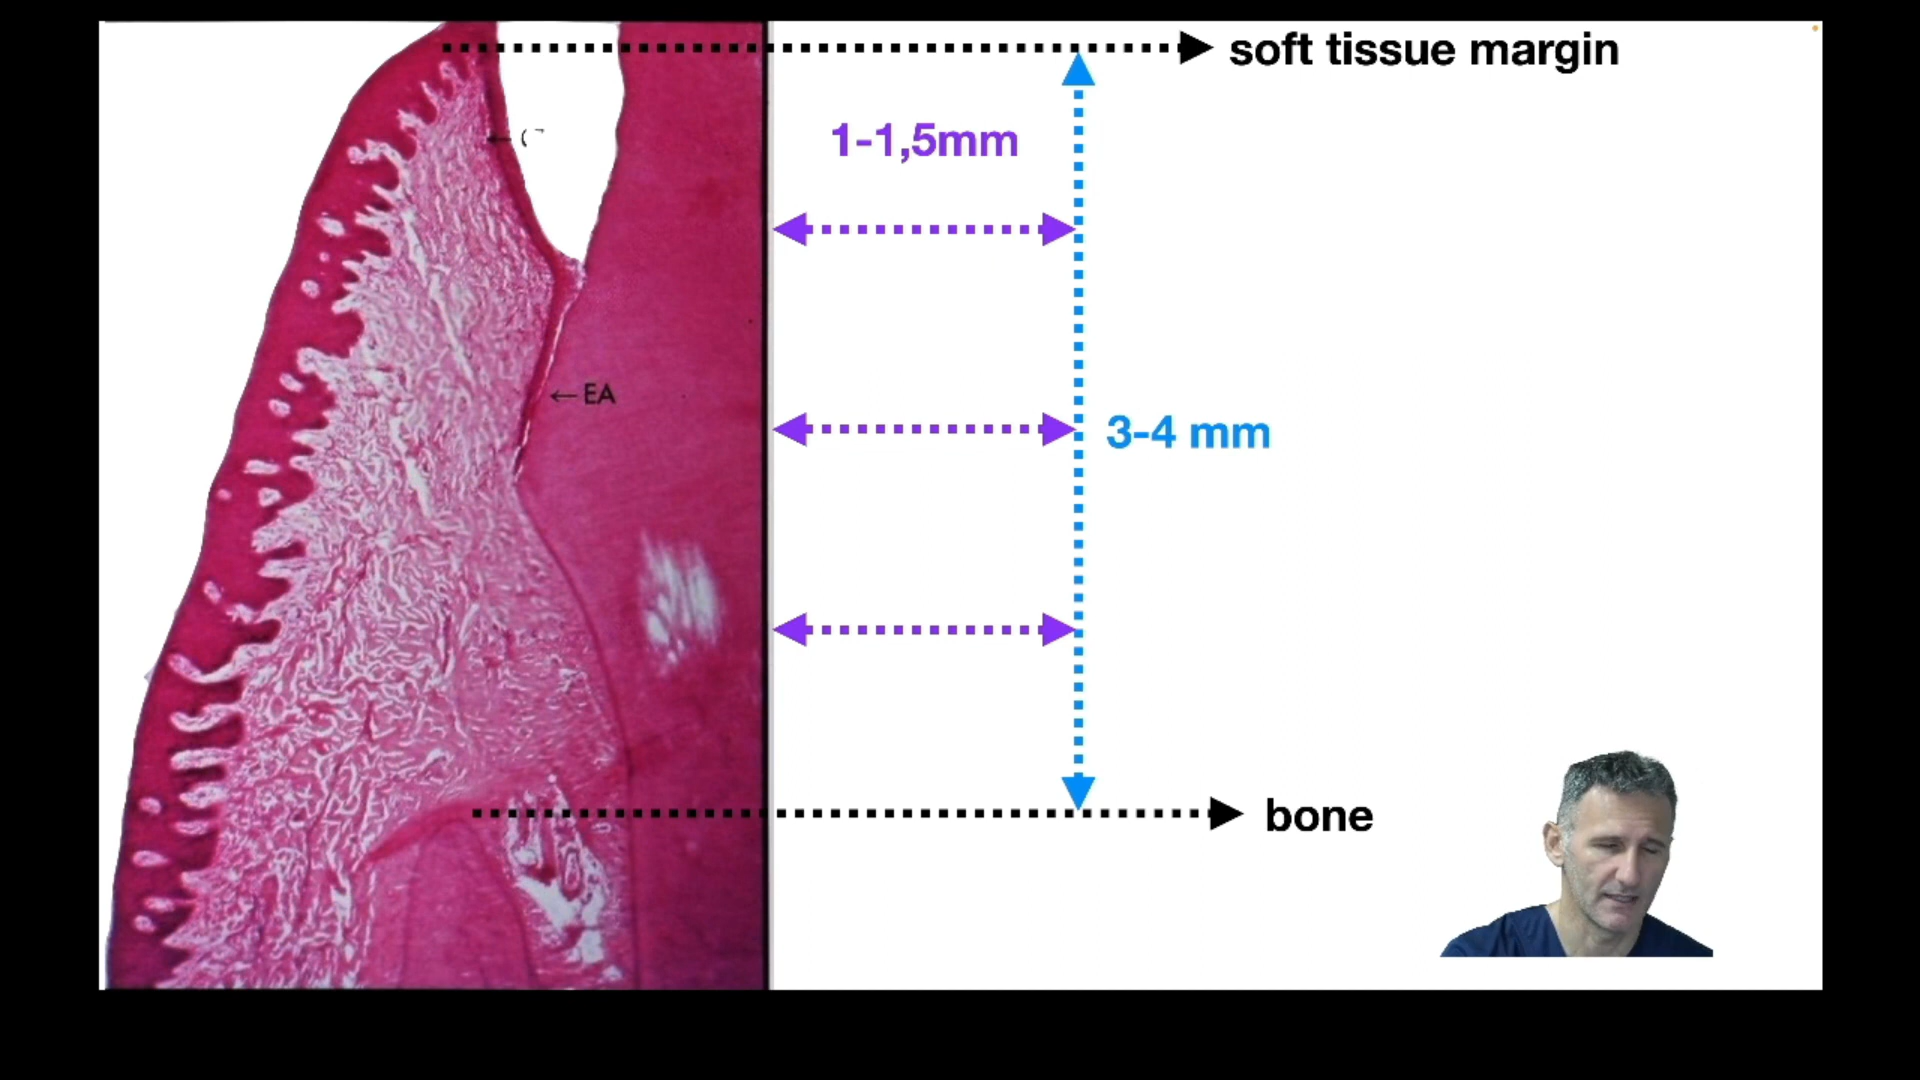 soft tissue margin
1-1,5mm
← EA
3-4 mm
bone